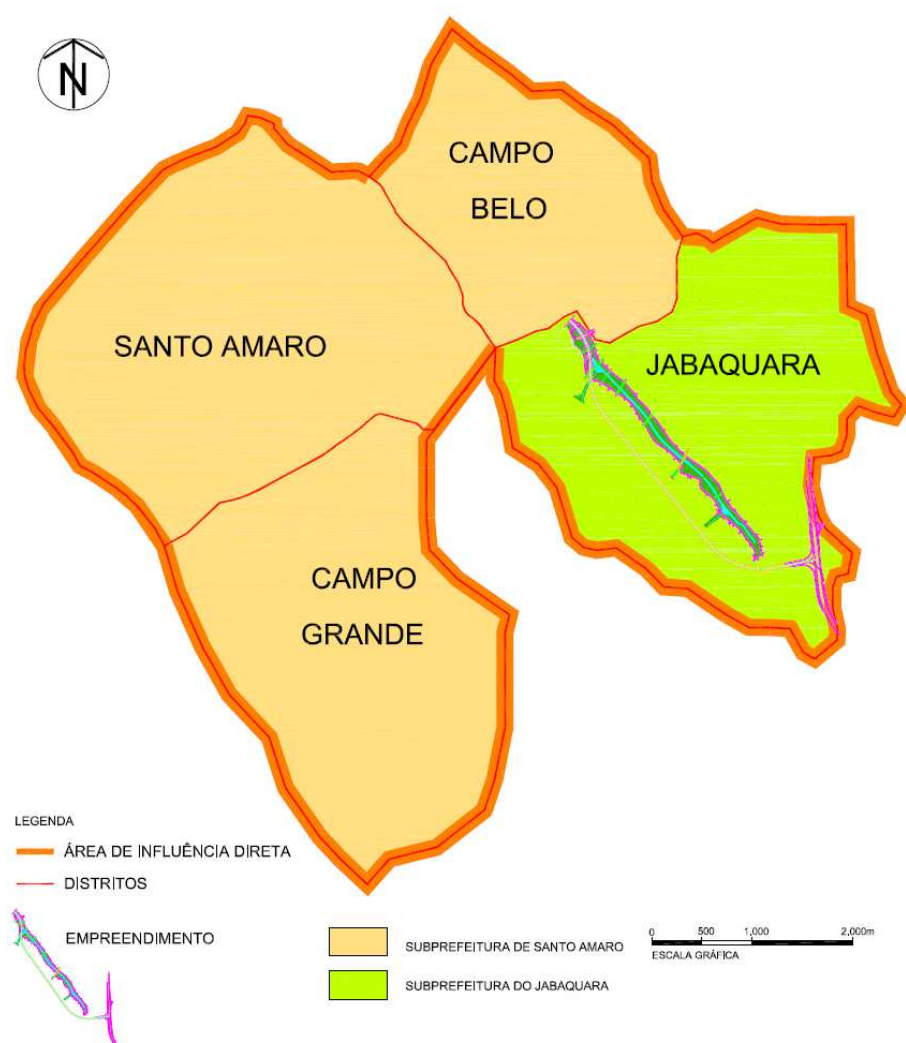 N
CAMPO
BELO
SANTO AMARO
JABAQUARA
CAMPO
GRANDE
LEGENDA
ÁREA DE INFLUÊNCIA DIRETA
DISTRITOS
EMPREENDIMENTO
SUBPREFEITURA DE SANTO AMARO
SUBPREFEITURA DO JABAQUARA
0 500 1,000 2,000m
ESCALA GRÁFICA